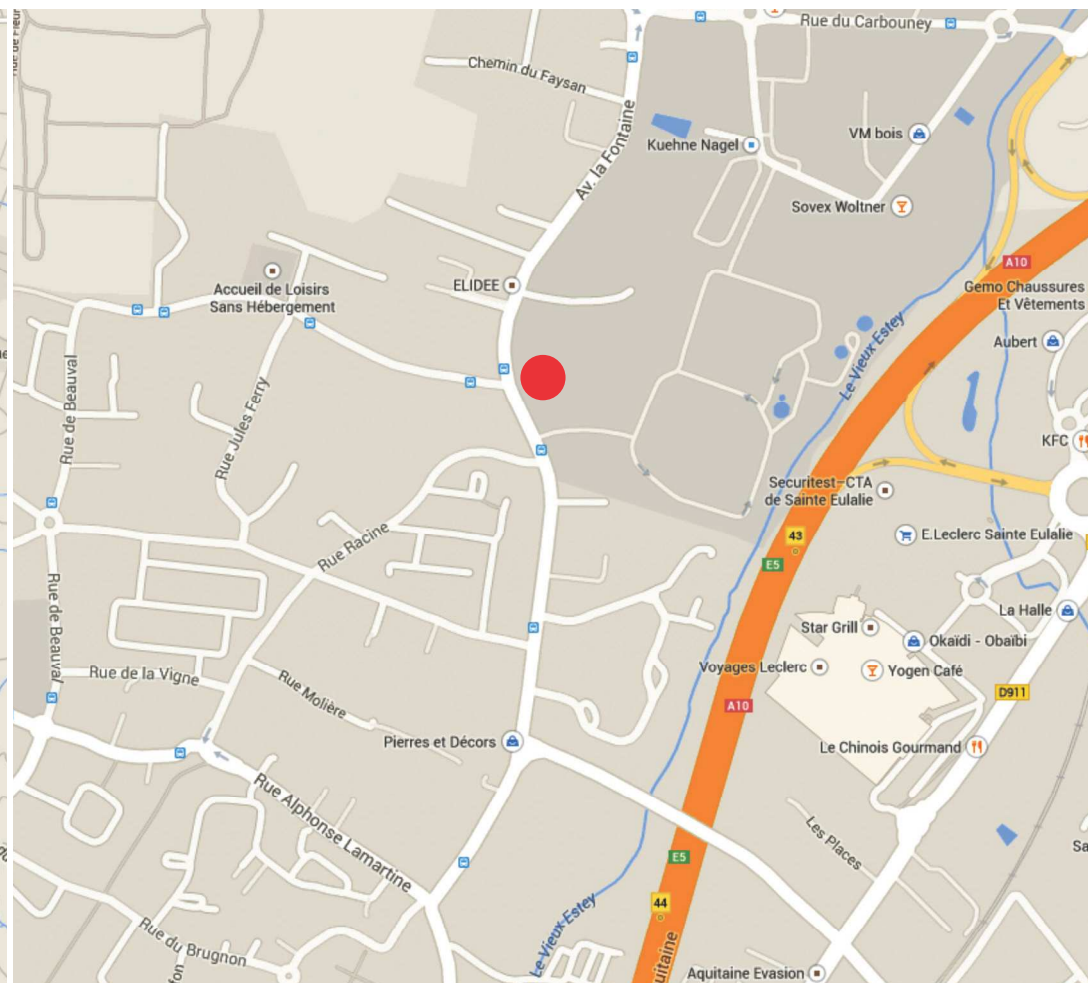 Rue du Carbouney
Chemin du Faysan
Av. la Fontaine
Kuehne Nagel
VM bois
Sovex Woltner
A10
Gemo Chaussures
Et Vêtements
ELIDEE
Accueil de Loisirs
Sans Hébergement
Le Vieux Estey
Aubert
Rue de Beauval
Rue Jules Ferry
KFC
Securitest-CTA
de Sainte Eulalie
Rue Racine
43
E.Leclerc Sainte Eulalie
E5
Rue de Beauval
La Halle
Star Grill
Okaïdi - Obaïbi
Rue de la Vigne
Voyages Leclerc
Yogen Café
Rue Molière
D911
A10
Pierres et Décors
Le Chinois Gourmand
Rue Alphonse Lamartine
Les Places
Sa
E5
44
Le Vieux Estey
Rue du Brugnon
uitaine
Aquitaine Evasion